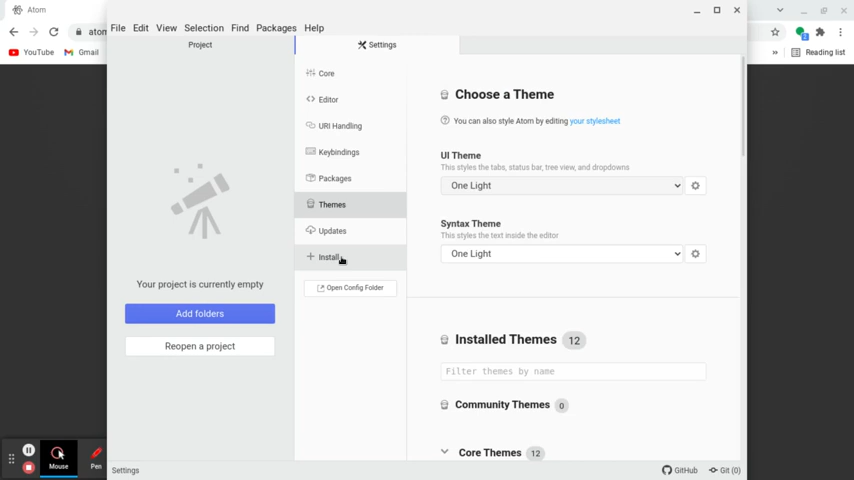 Atom
atom
YouTube
Gmail
»
Reading list
File Edit View Selection Find Packages Help
Project
Settings
Core
Editor
URI Handling
Keybindings
Packages
Themes
Updates
Install
Open Config Folder
Your project is currently empty
Add folders
Reopen a project
Choose a Theme
You can also style Atom by editing your stylesheet
UI Theme
This styles the tabs, status bar, tree view, and dropdowns
One Light
Syntax Theme
This styles the text inside the editor
One Light
Installed Themes 12
Filter themes by name
Community Themes 0
Core Themes 12
Mouse
Pen
Settings
GitHub
Git (0)